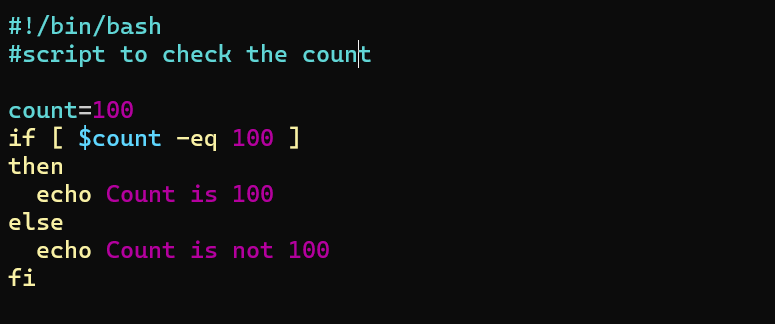 #!/bin/bash
#script to check the count
count=100
if [ $count -eq 100 ]
then
  echo Count is 100
else
  echo Count is not 100
fi